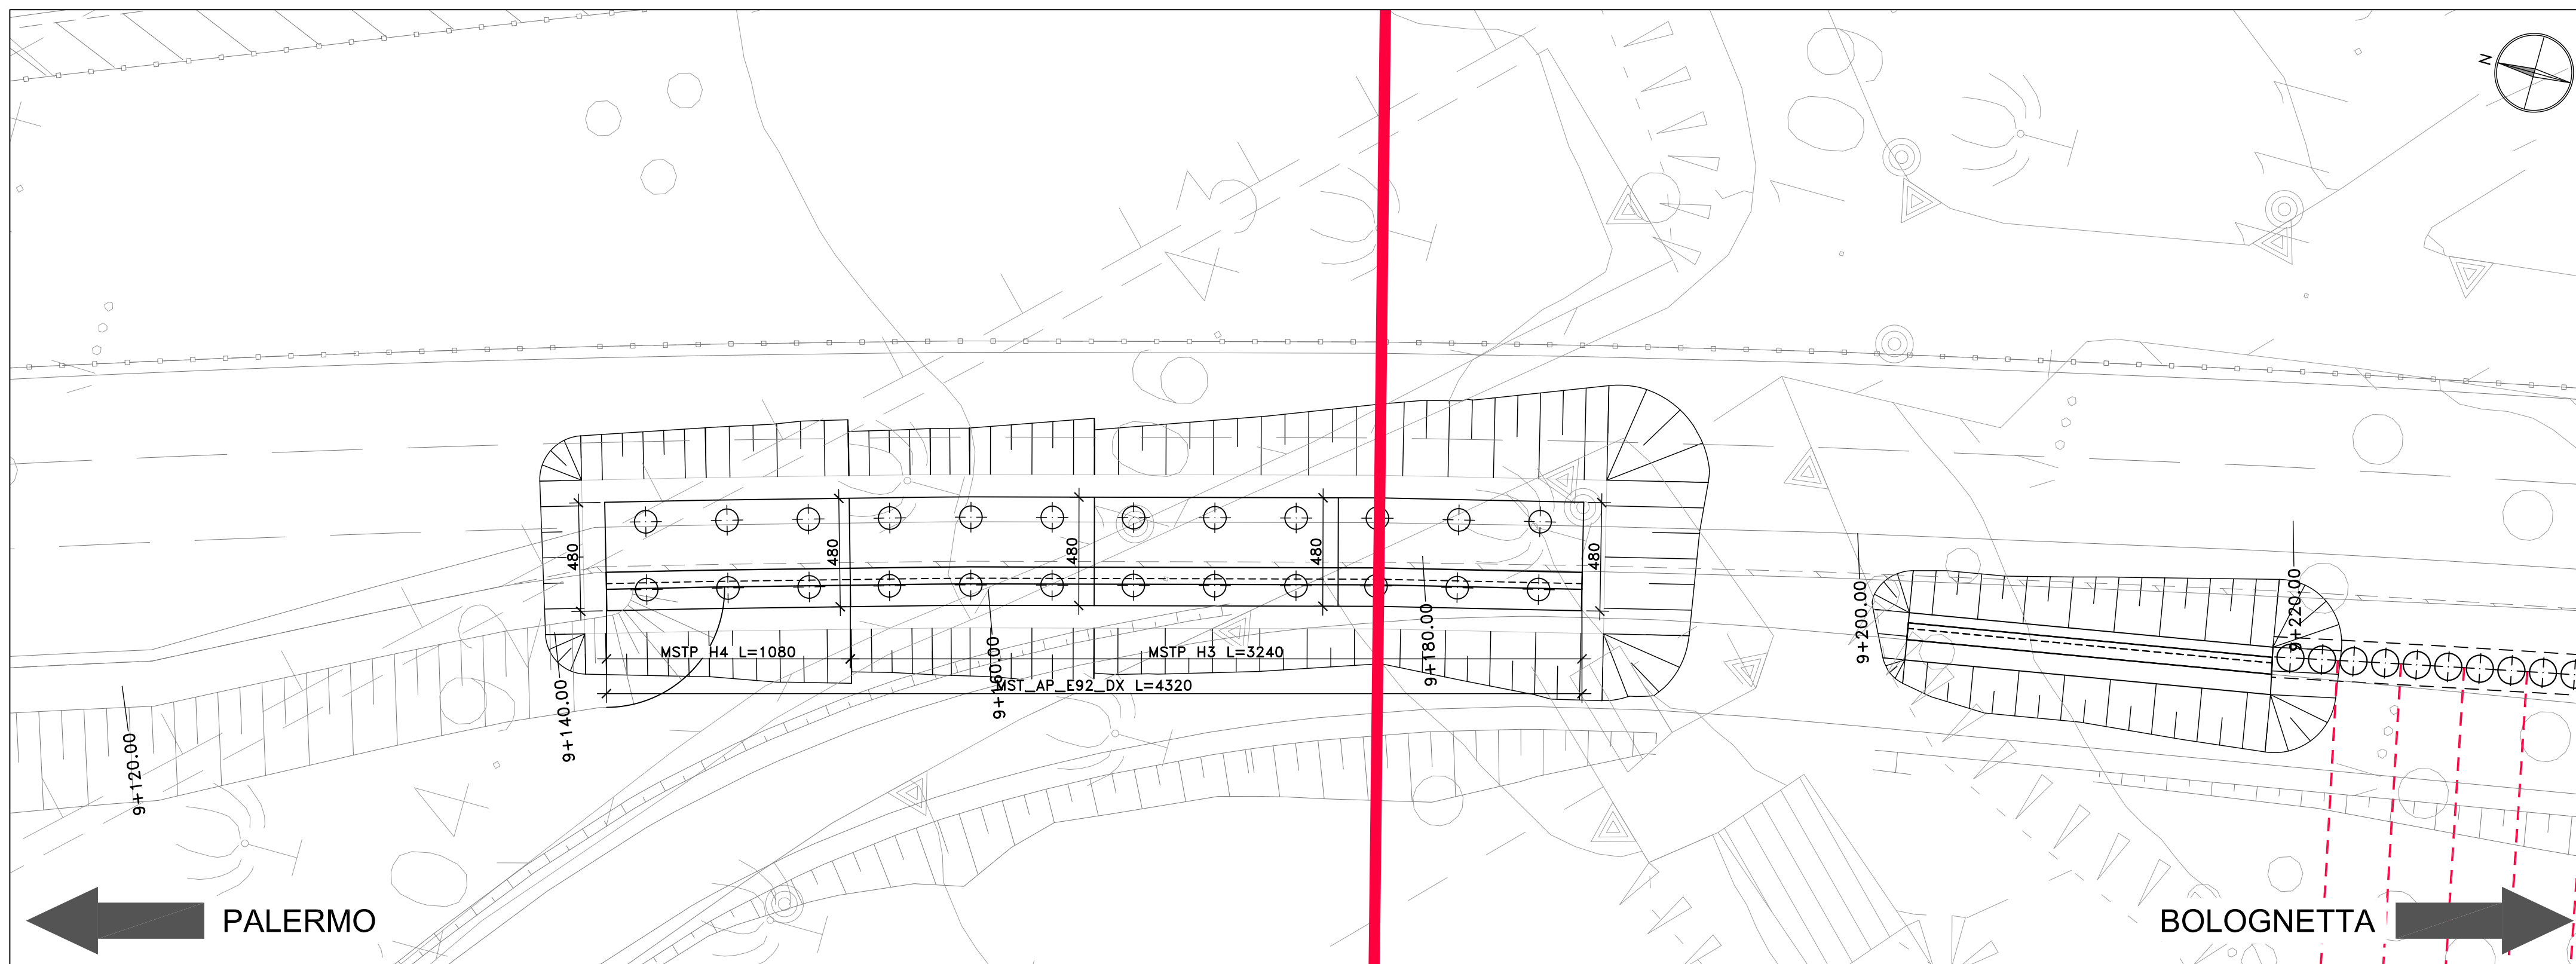 N
480
480
480
480
480
MSTP H4 L=1080
MSTP H3 L=3240
MST_AP_E92_DX L=4320
9+120.00
9+140.00
9+160.00
9+180.00
9+200.00
9+220.00
PALERMO
BOLOGNETTA